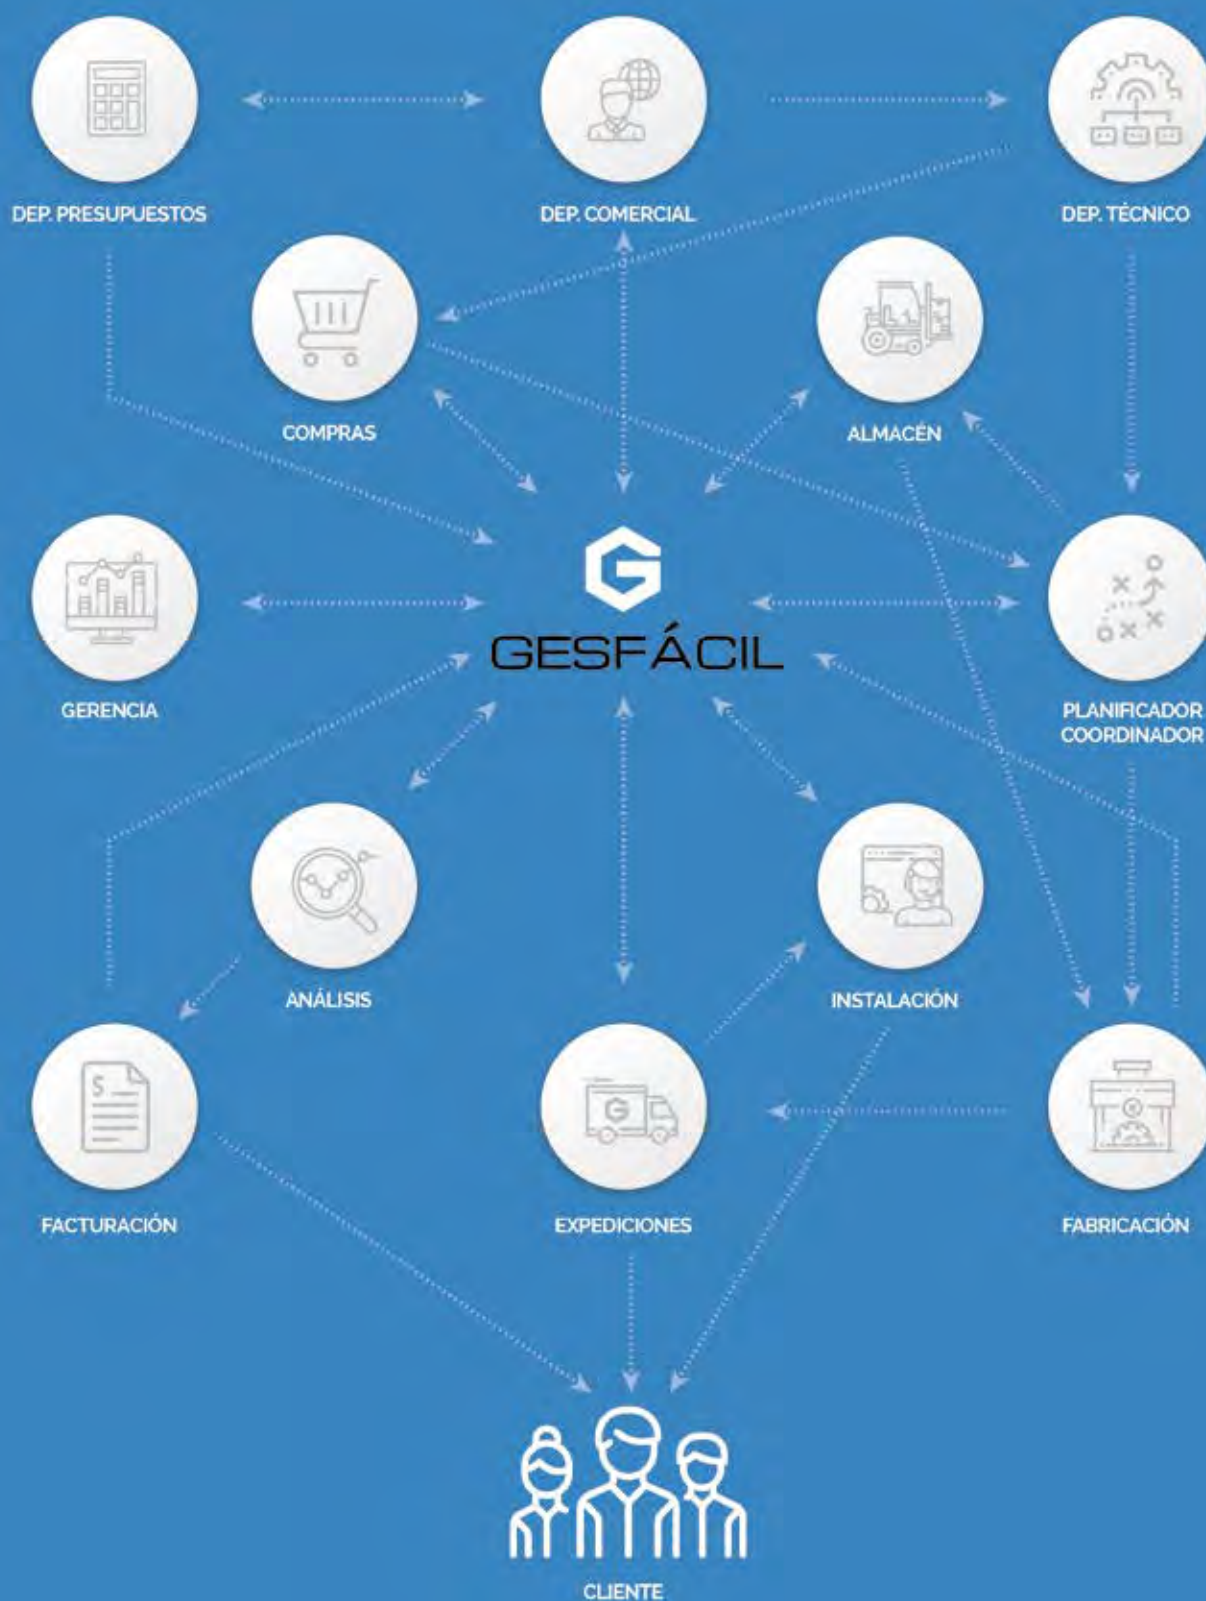 DEP. PRESUPUESTOS
DEP. COMERCIAL
DEP. TÉCNICO
COMPRAS
ALMACÉN
G
GESFÁCIL
GERENCIA
PLANIFICADOR
COORDINADOR
ANÁLISIS
INSTALACIÓN
$
G
FACTURACIÓN
EXPEDICIONES
FABRICACIÓN
CLIENTE